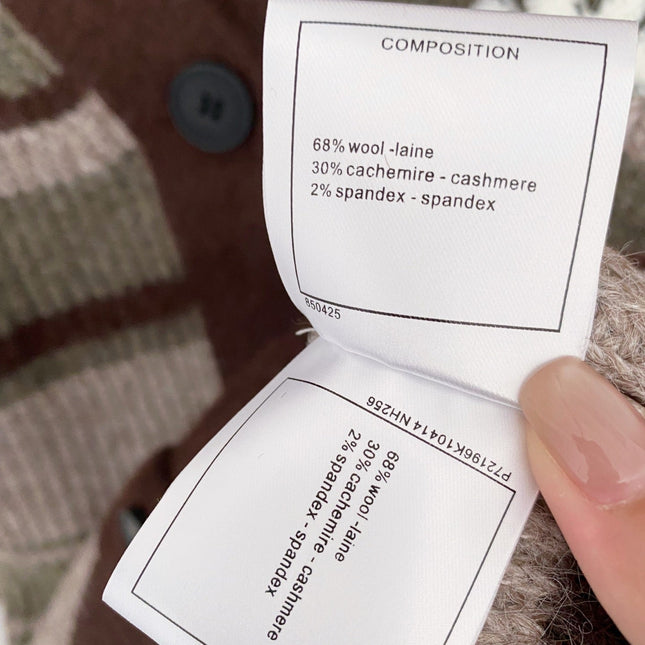 COMPOSITION
68% wool -laine
30% cachemire - cashmere
2% spandex - spandex
850425
P72196K10414 NH256
68% wool -laine
30% cachemire - cashmere
2% spandex - spandex